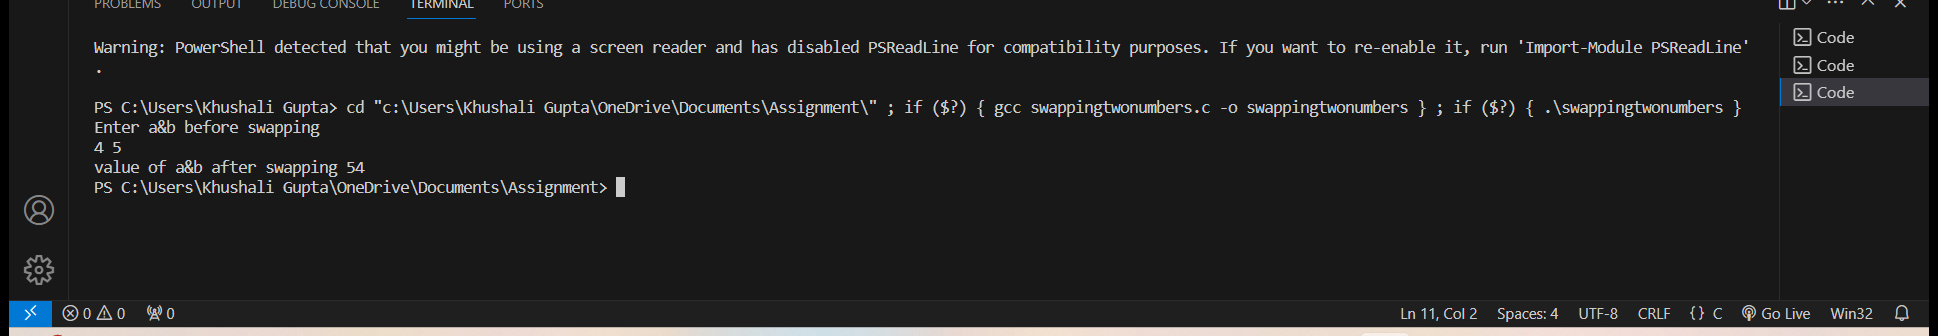 PROBLEMS OUTPUT DEBUG CONSOLE TERMINAL PORTS
Warning: PowerShell detected that you might be using a screen reader and has disabled PSReadLine for compatibility purposes. If you want to re-enable it, run 'Import-Module PSReadLine'
.
Code
Code
Code
PS C:\Users\Khushali Gupta> cd "c:\Users\Khushali Gupta\OneDrive\Documents\Assignment\" ; if ($?) { gcc swappingtwonumbers.c -o swappingtwonumbers } ; if ($?) { .\swappingtwonumbers }
Enter a&b before swapping
4 5
value of a&b after swapping 54
PS C:\Users\Khushali Gupta\OneDrive\Documents\Assignment>
0 0 0 Ln 11, Col 2 Spaces: 4 UTF-8 CRLF {} C Go Live Win32